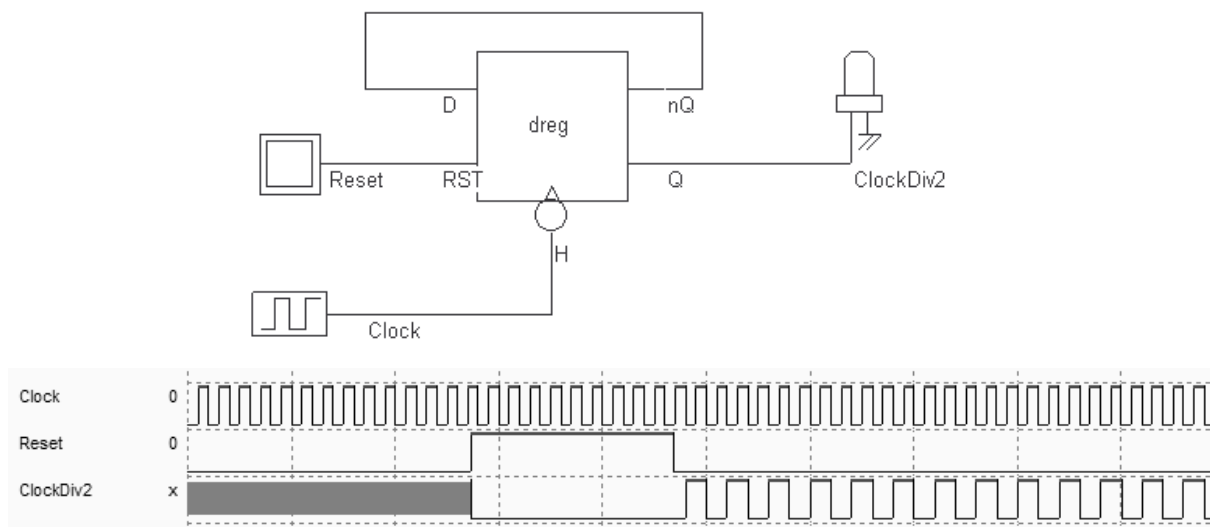 D
nQ
dreg
Reset
RST
Q
ClockDiv2
H
Clock
Clock 0
Reset 0
ClockDiv2 x